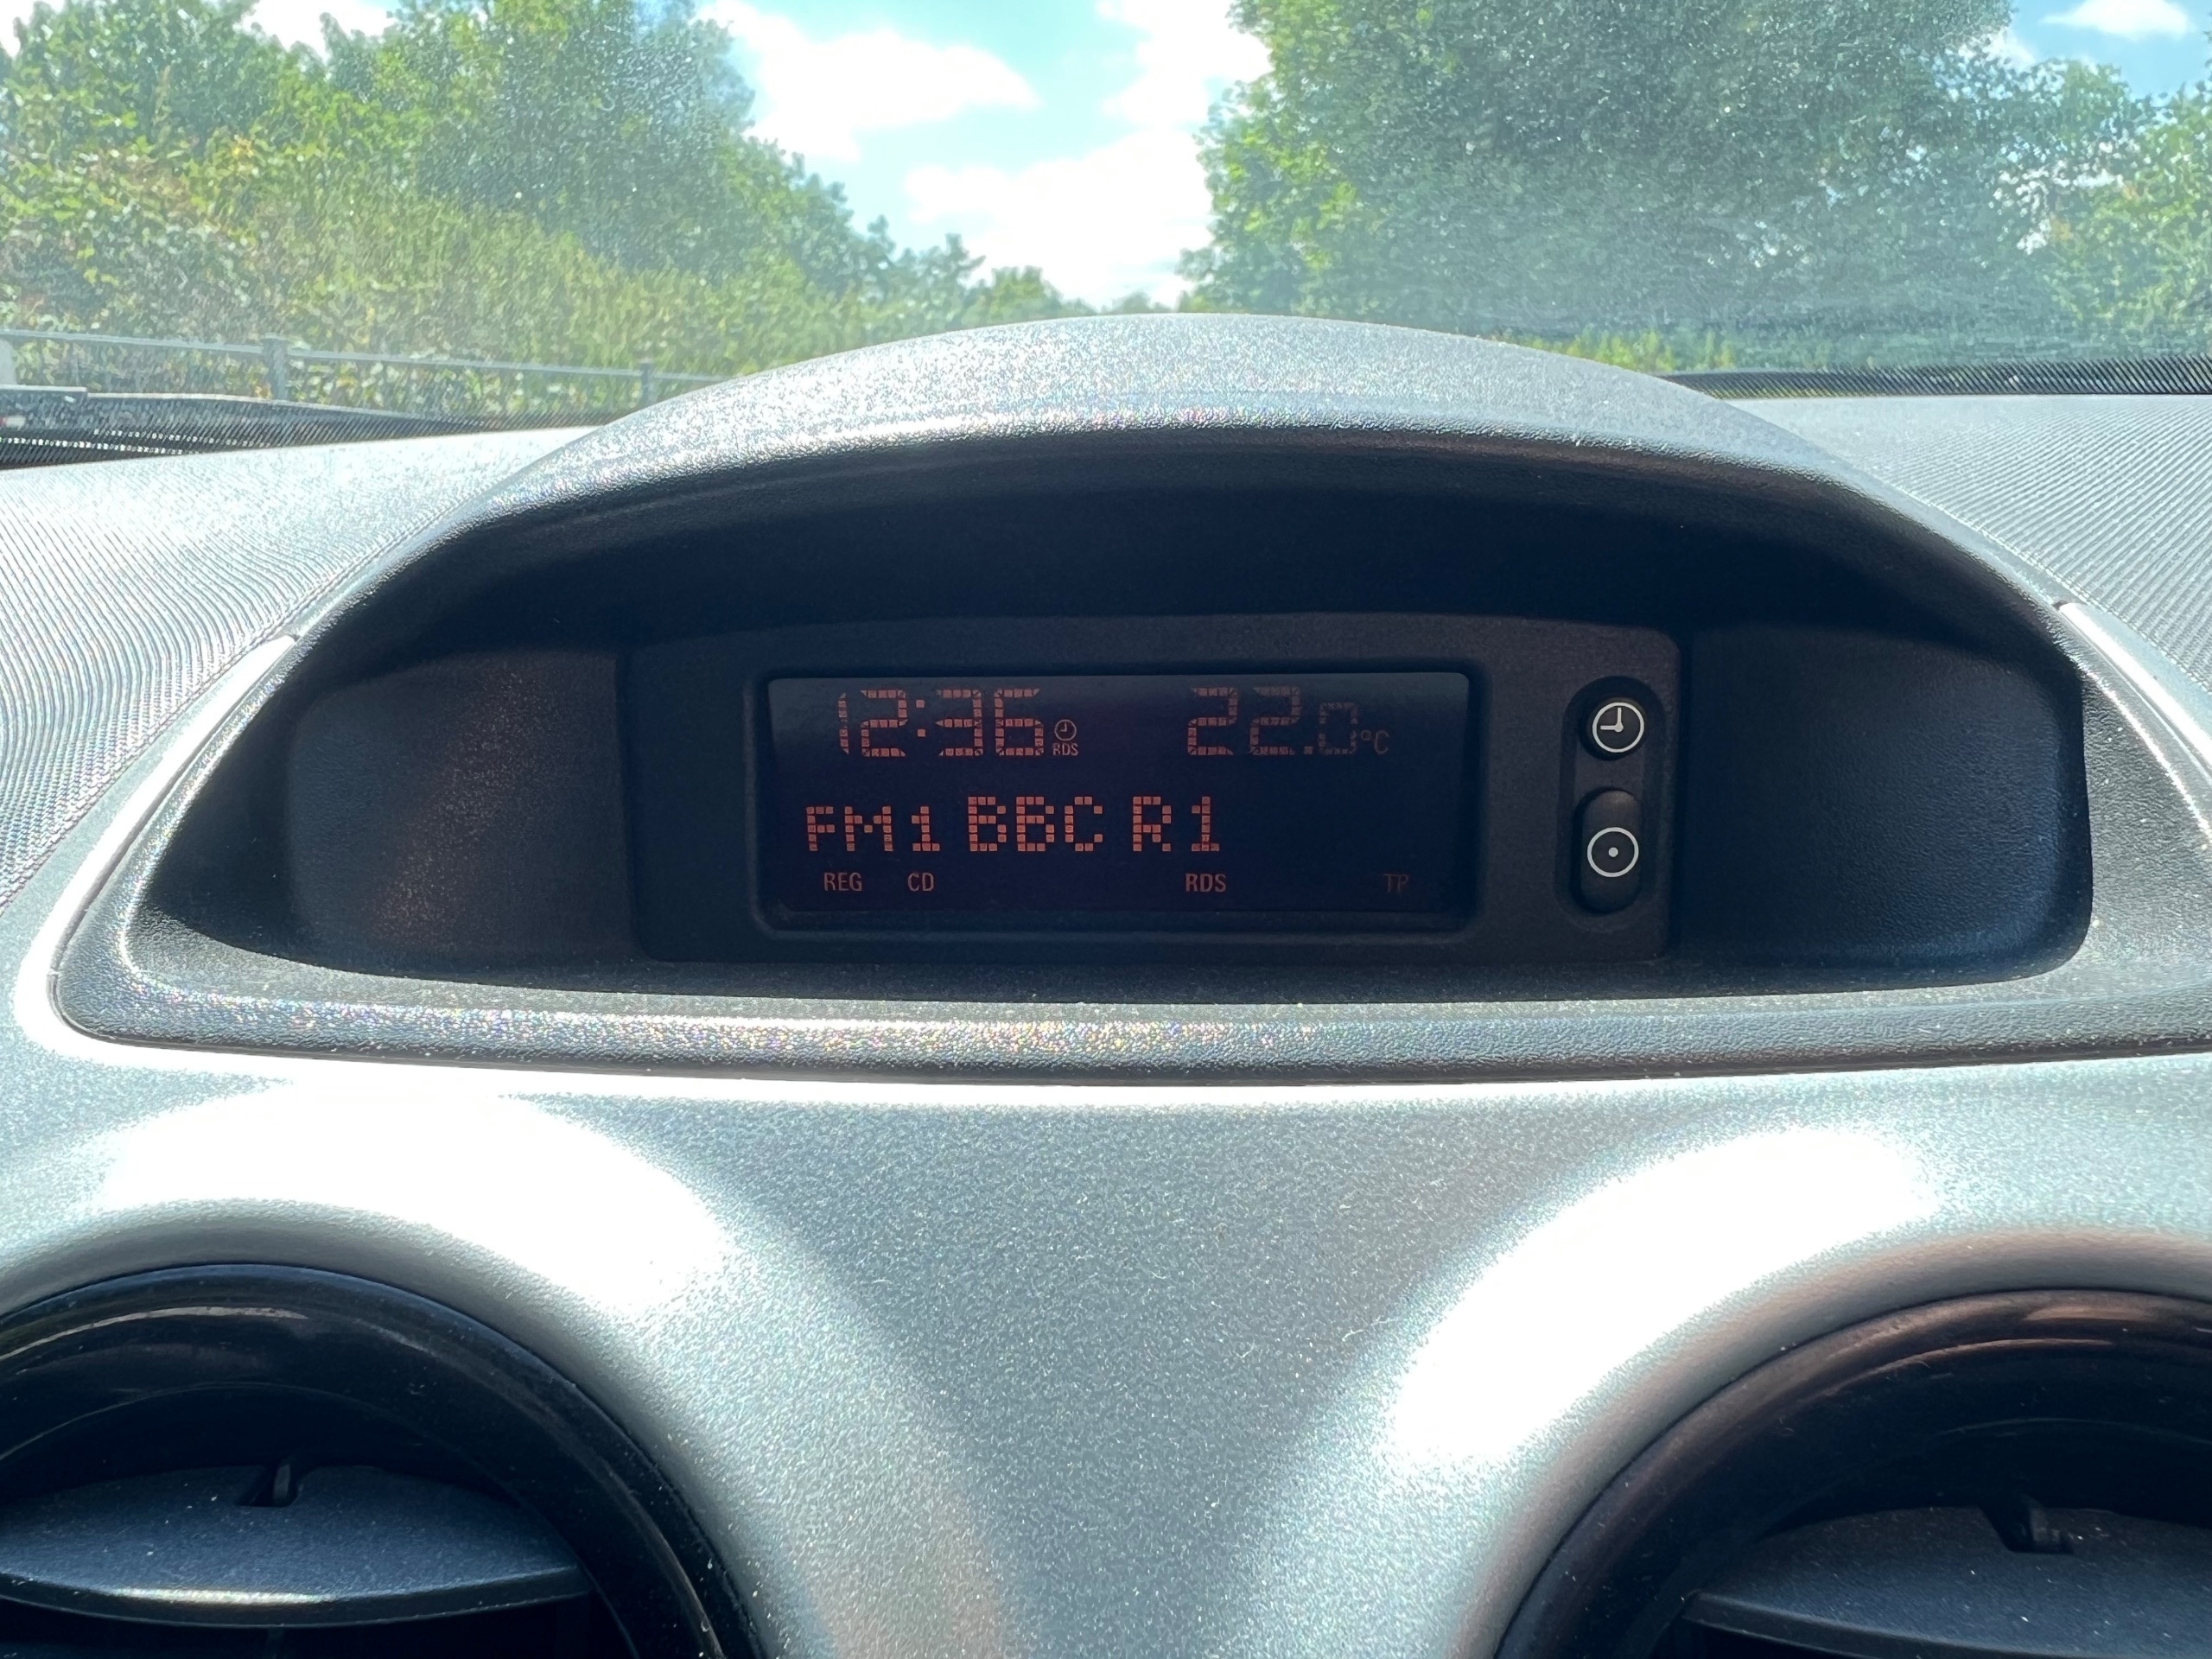 12:36 RDS 22.0°C
FM1 BBC R1
REG CD RDS TP